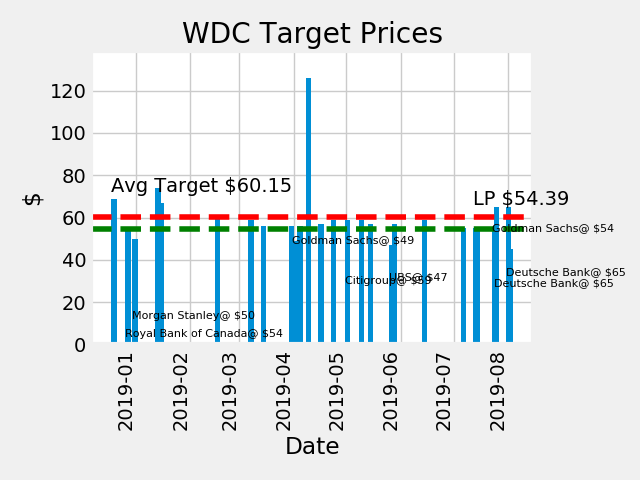 WDC Target Prices
120
100
80
60
40
20
0
$
Avg Target $60.15
LP $54.39
Goldman Sachs@ $54
Goldman Sachs@ $49
Deutsche Bank@ $65
UBS@ $47
Citigroup@ $59
Deutsche Bank@ $65
Morgan Stanley@ $50
Royal Bank of Canada@ $54
2019-01
2019-02
2019-03
2019-04
2019-05
2019-06
2019-07
2019-08
Date